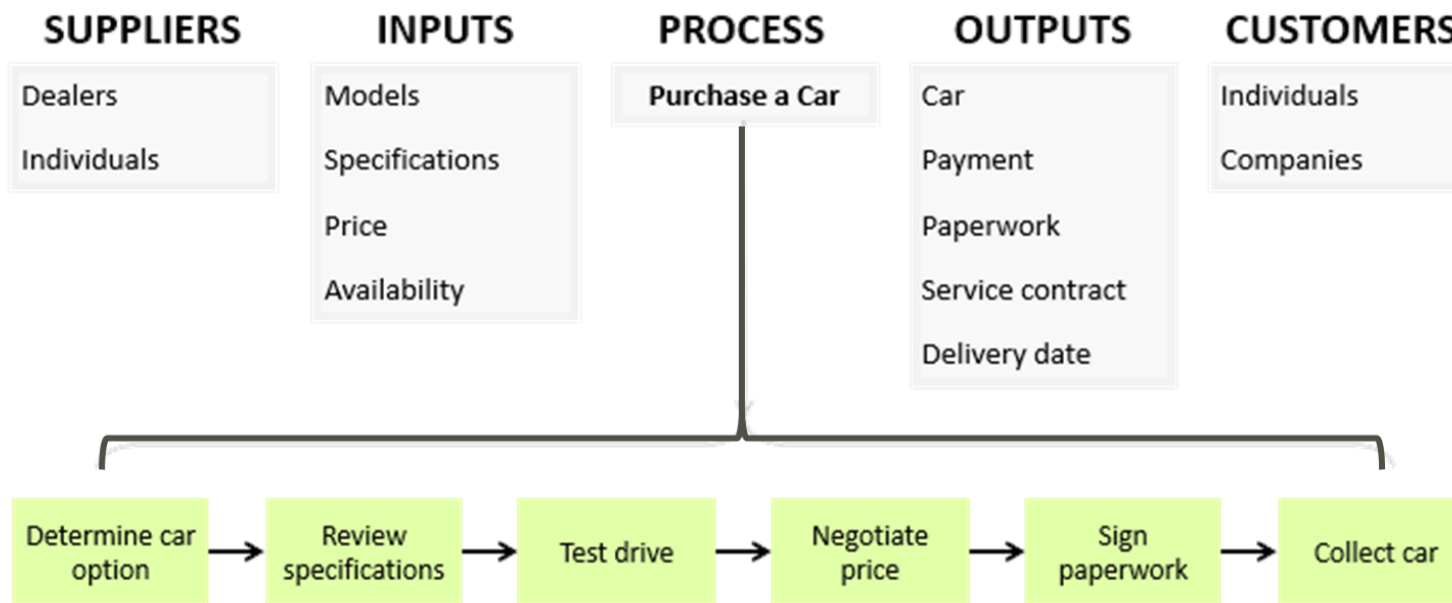 SUPPLIERS
Dealers
Individuals
INPUTS
Models
Specifications
Price
Availability
PROCESS
Purchase a Car
OUTPUTS
Car
Payment
Paperwork
Service contract
Delivery date
CUSTOMERS
Individuals
Companies
Determine car
option
Review
specifications
Test drive
Negotiate
price
Sign
paperwork
Collect car